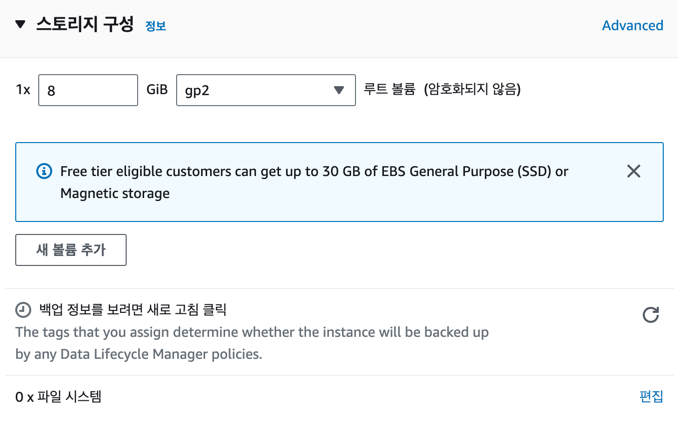 스토리지 구성 정보 Advanced
1x 8 GiB gp2 루트 볼륨 (암호화되지 않음)
Free tier eligible customers can get up to 30 GB of EBS General Purpose (SSD) or
Magnetic storage
새 볼륨 추가
백업 정보를 보려면 새로 고침 클릭
The tags that you assign determine whether the instance will be backed up
by any Data Lifecycle Manager policies.
0 x 파일 시스템 편집